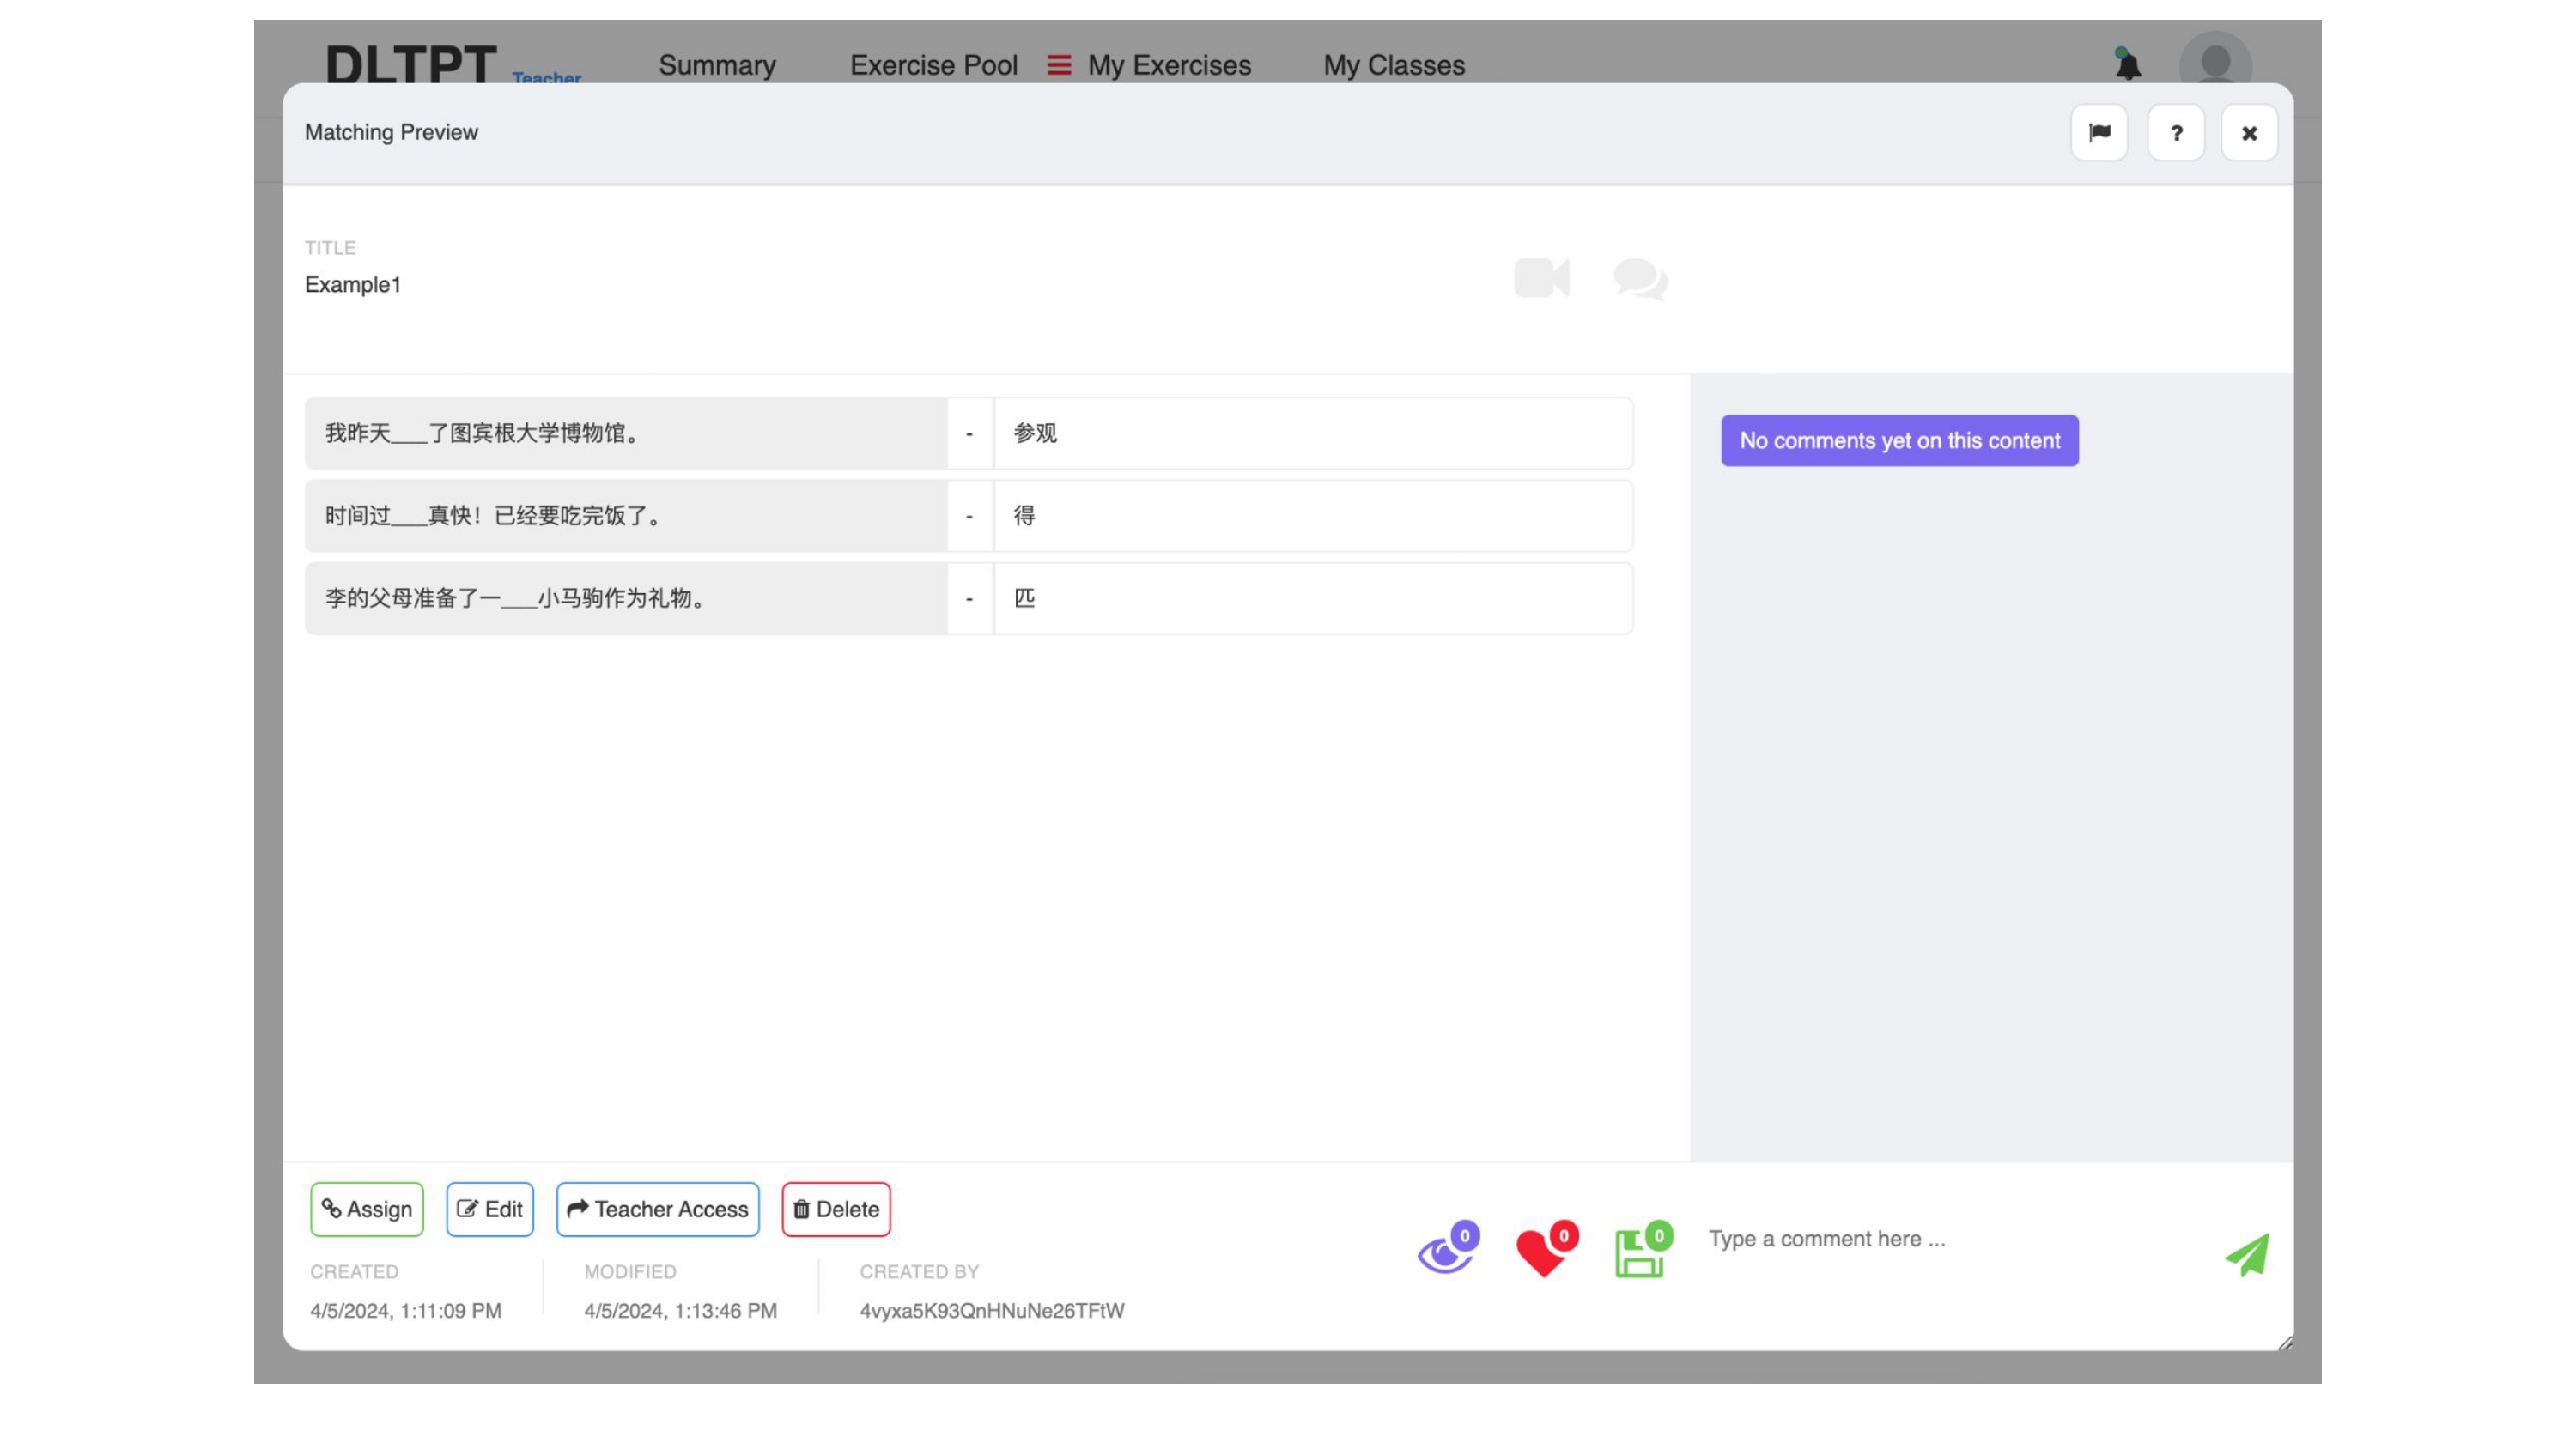 DLTPT Teacher Summary Exercise Pool My Exercises My Classes
Matching Preview ?
TITLE
Example1
我昨天___了图宾根大学博物馆。 - 参观
No comments yet on this content
时间过___真快！已经要吃完饭了。 - 得
李的父母准备了一___小马驹作为礼物。 - 匹
Assign Edit Teacher Access Delete
0 0 0 Type a comment here ...
CREATED MODIFIED CREATED BY
4/5/2024, 1:11:09 PM 4/5/2024, 1:13:46 PM 4vyxa5K93QnHNuNe26TFtW